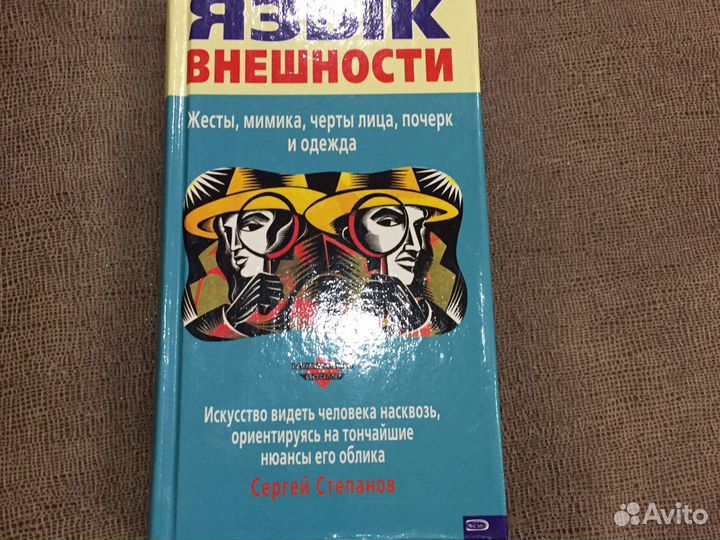 ЯЗЫК
ВНЕШНОСТИ
Жесты, мимика, черты лица, почерк
и одежда
Искусство видеть человека насквозь,
ориентируясь на тончайшие
нюансы его облика
Сергей Степанов
ЭКСМО
Avito